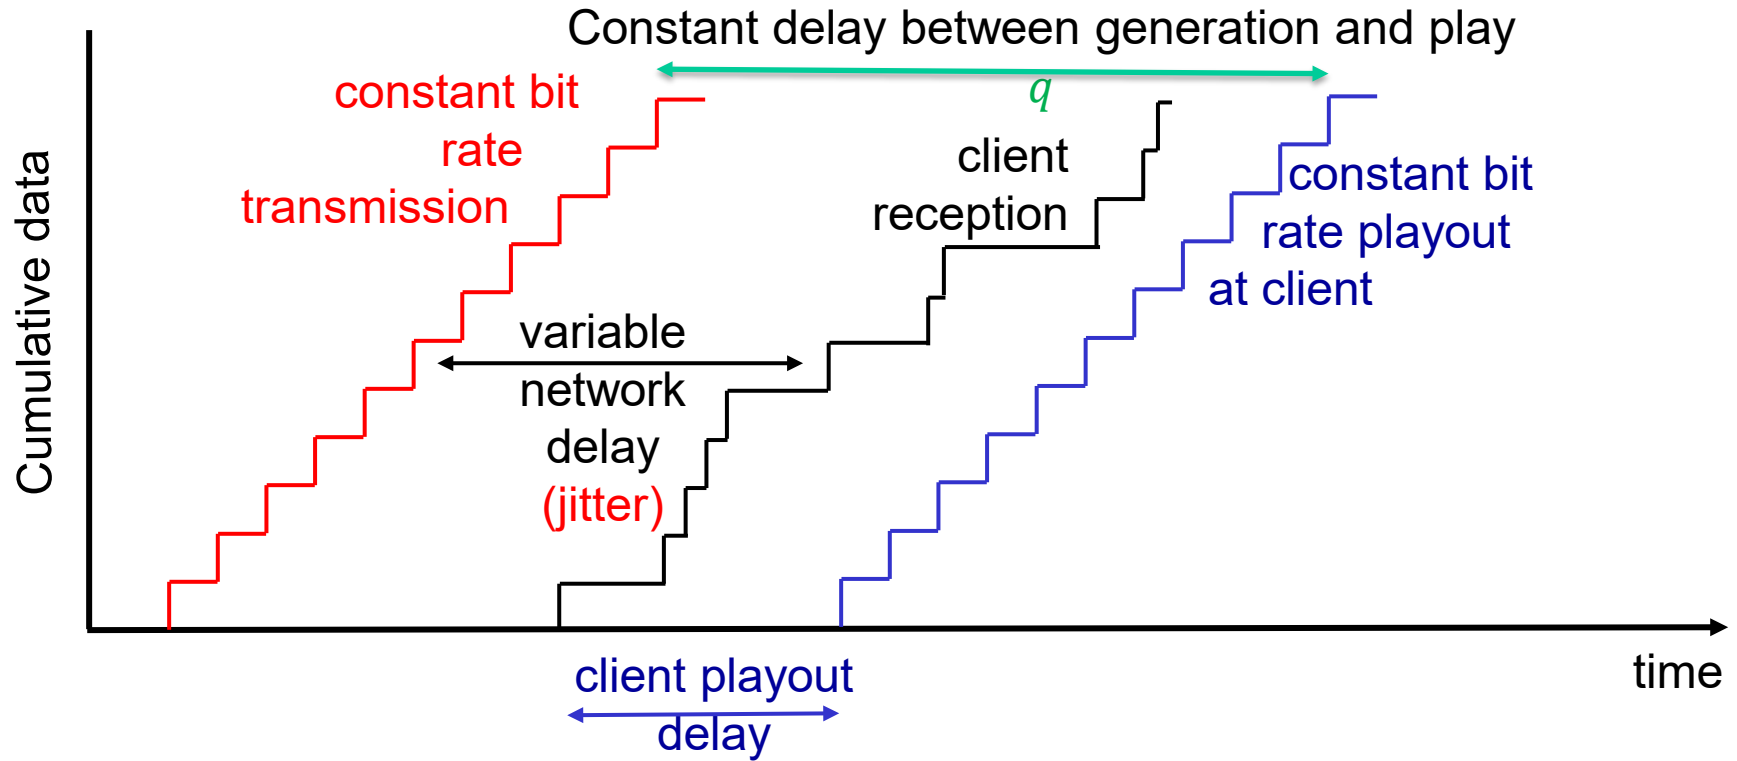 Constant delay between generation and play
q
constant bit
rate
transmission
client
reception
constant bit
rate playout
at client
variable
network
delay
(jitter)
Cumulative data
time
client playout
delay